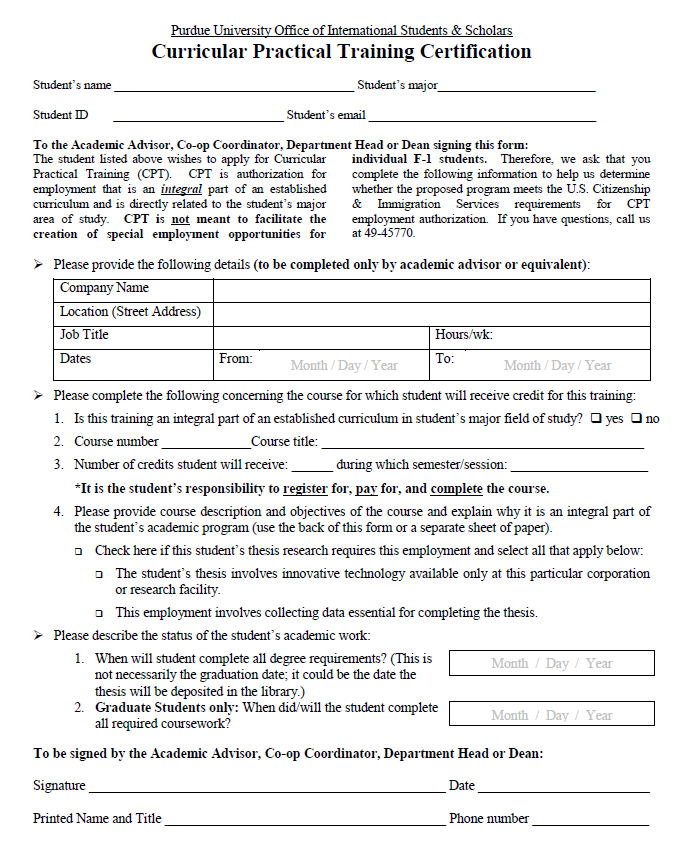 Purdue University Office of International Students & Scholars
Curricular Practical Training Certification
Student's name ______ Student's major______
Student ID ______ Student's email ______
To the Academic Advisor, Co-op Coordinator, Department Head or Dean signing this form:
The student listed above wishes to apply for Curricular
Practical Training (CPT). CPT is authorization for
employment that is an integral part of an established
curriculum and is directly related to the student's major
area of study. CPT is not meant to facilitate the
creation of special employment opportunities for
individual F-1 students. Therefore, we ask that you
complete the following information to help us determine
whether the proposed program meets the U.S. Citizenship
& Immigration Services requirements for CPT
employment authorization. If you have questions, call us
at 49-45770.
➢ Please provide the following details (to be completed only by academic advisor or equivalent):
Company Name
Location (Street Address)
Job Title Hours/wk:
Dates From: Month / Day / Year To: Month / Day / Year
➢ Please complete the following concerning the course for which student will receive credit for this training:
1. Is this training an integral part of an established curriculum in student's major field of study? ❑ yes ❑ no
2. Course number ______Course title: ______
3. Number of credits student will receive: ______ during which semester/session: ______
*It is the student's responsibility to register for, pay for, and complete the course.
4. Please provide course description and objectives of the course and explain why it is an integral part of
the student's academic program (use the back of this form or a separate sheet of paper).
❑ Check here if this student's thesis research requires this employment and select all that apply below:
❑ The student's thesis involves innovative technology available only at this particular corporation
or research facility.
❑ This employment involves collecting data essential for completing the thesis.
➢ Please describe the status of the student's academic work:
1. When will student complete all degree requirements? (This is
not necessarily the graduation date; it could be the date the
thesis will be deposited in the library.)
Month / Day / Year
2. Graduate Students only: When did/will the student complete
all required coursework?
Month / Day / Year
To be signed by the Academic Advisor, Co-op Coordinator, Department Head or Dean:
Signature ______ Date ______
Printed Name and Title ______ Phone number ______